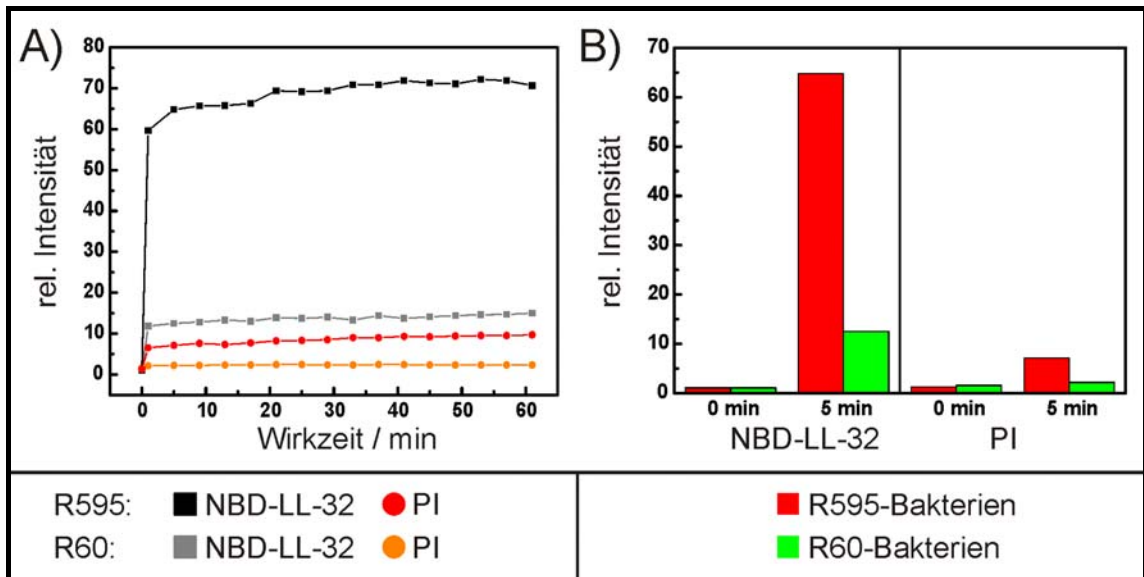 A)
rel. Intensität
80
70
60
50
40
30
20
10
0
0 10 20 30 40 50 60
Wirkzeit / min
B)
rel. Intensität
70
60
50
40
30
20
10
0
0 min 5 min 0 min 5 min
NBD-LL-32 PI
R595: NBD-LL-32 PI
R60: NBD-LL-32 PI
R595-Bakterien
R60-Bakterien